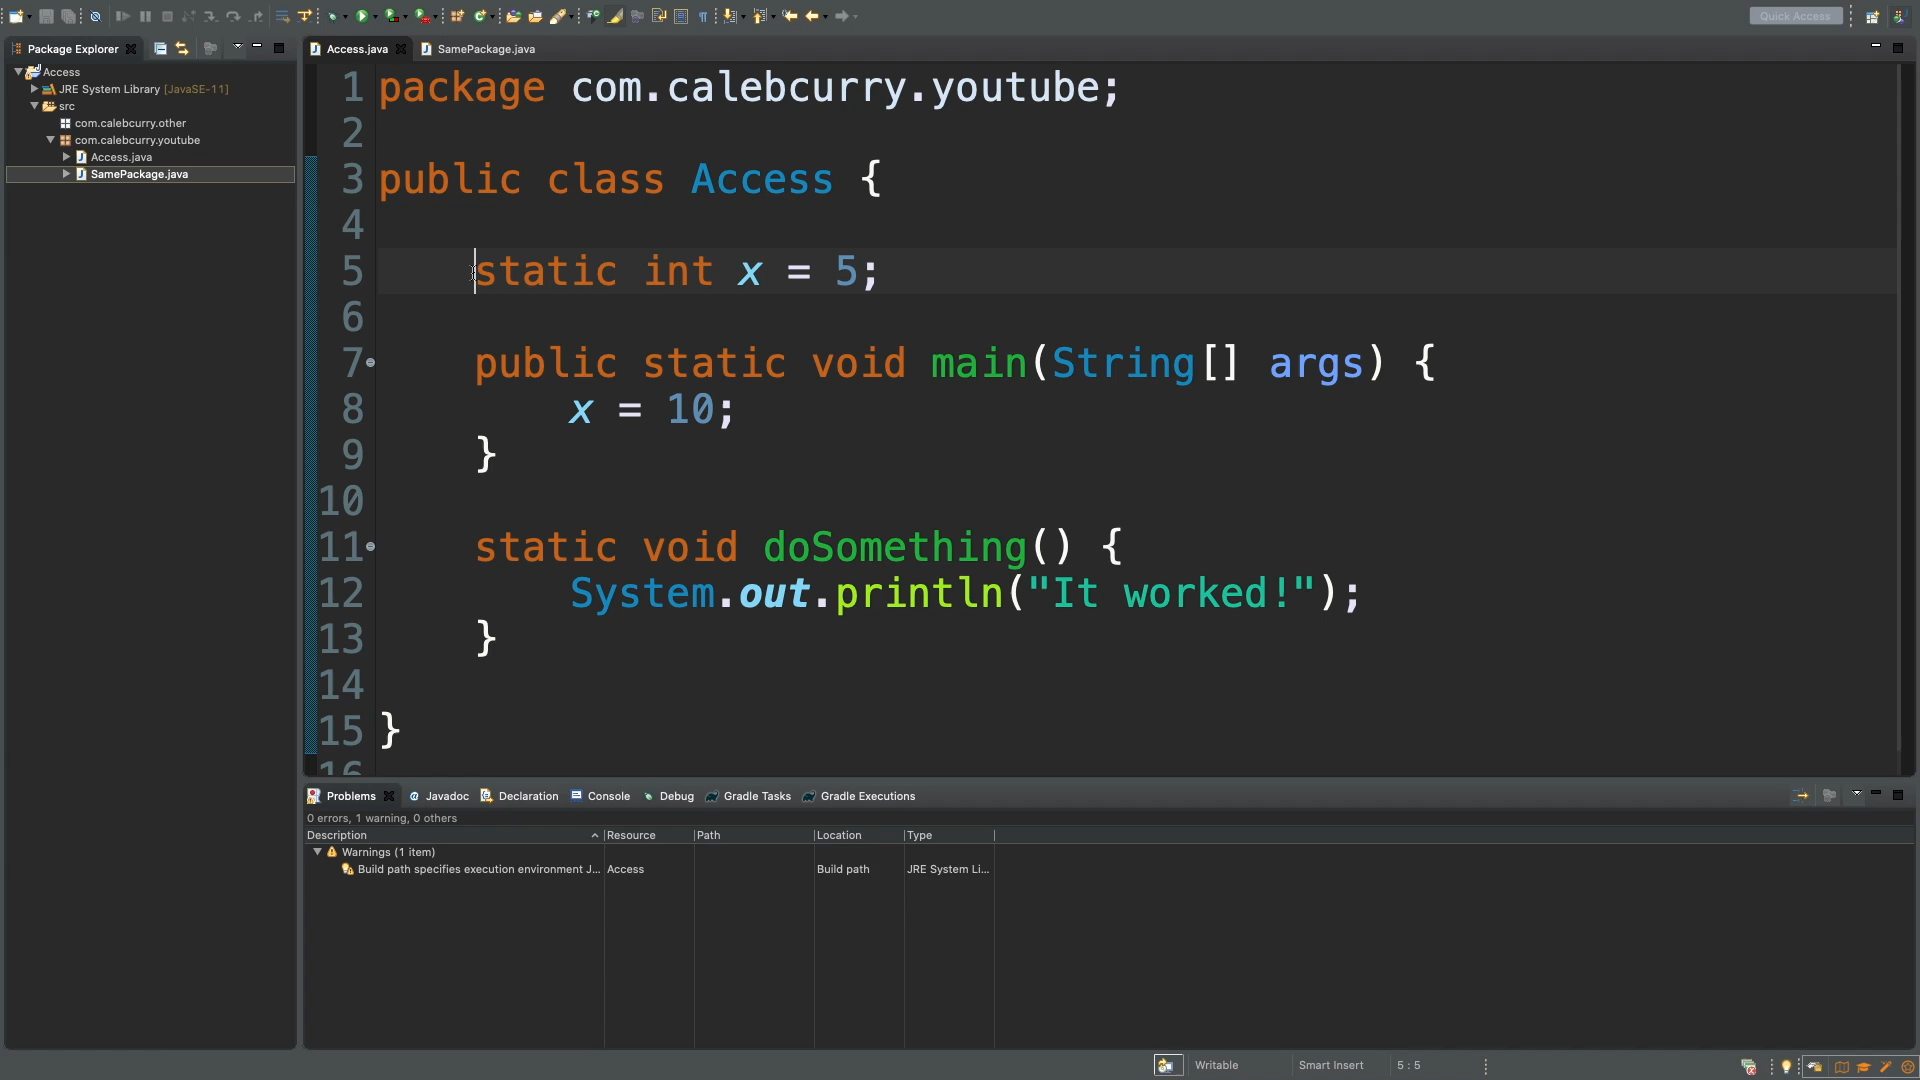 Quick Access
Package Explorer
Access
JRE System Library [JavaSE-11]
src
com.calebcurry.other
com.calebcurry.youtube
Access.java
SamePackage.java
Access.java
SamePackage.java
1 package com.calebcurry.youtube;
2
3 public class Access {
4
5 static int x = 5;
6
7 public static void main(String[] args) {
8 x = 10;
9 }
10
11 static void doSomething() {
12 System.out.println("It worked!");
13 }
14
15 }
16
Problems Javadoc Declaration Console Debug Gradle Tasks Gradle Executions
0 errors, 1 warning, 0 others
Description Resource Path Location Type
Warnings (1 item)
Build path specifies execution environment J... Access Build path JRE System Li...
Writable Smart Insert 5 : 5